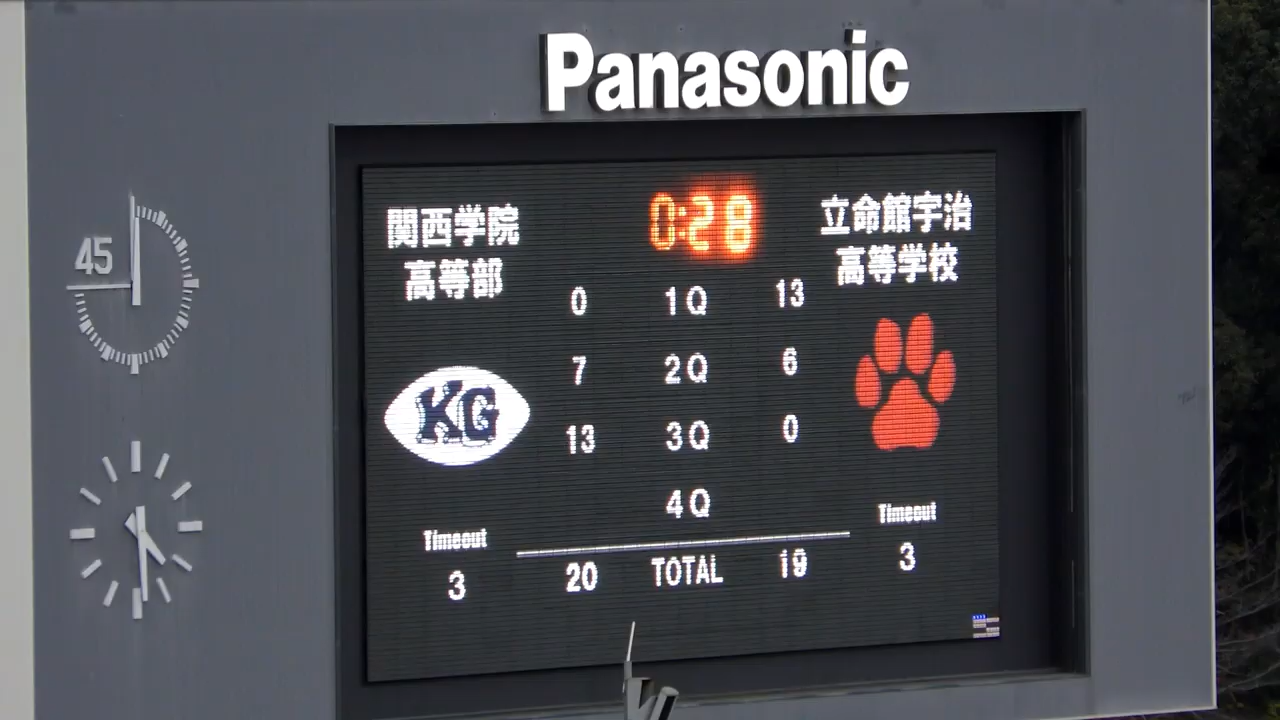 Panasonic
45
関西学院
高等部
0:28
立命館宇治
高等学校
0 1Q 13
7 2Q 6
13 3Q 0
4Q
KG
Timeout
3
Timeout
3
20 TOTAL 19